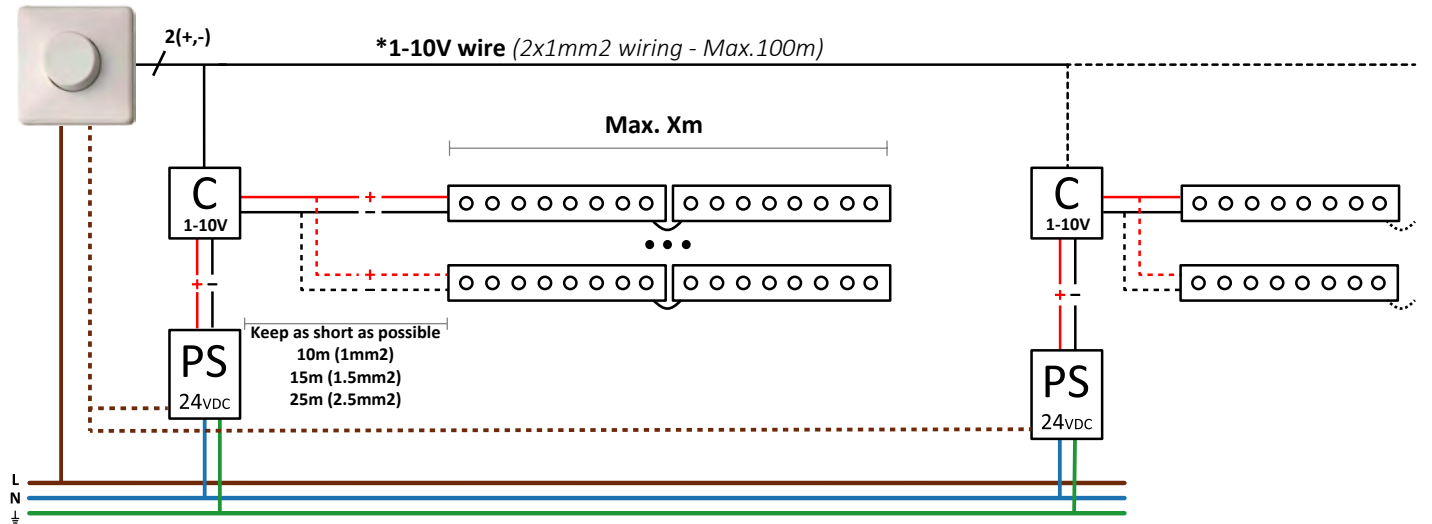 2(+,-)
*1-10V wire (2x1mm2 wiring - Max.100m)
Max. Xm
C
1-10V
+
−
C
1-10V
+
+ −
+ −
Keep as short as possible
10m (1mm2)
15m (1.5mm2)
25m (2.5mm2)
PS
24VDC
PS
24VDC
L
N